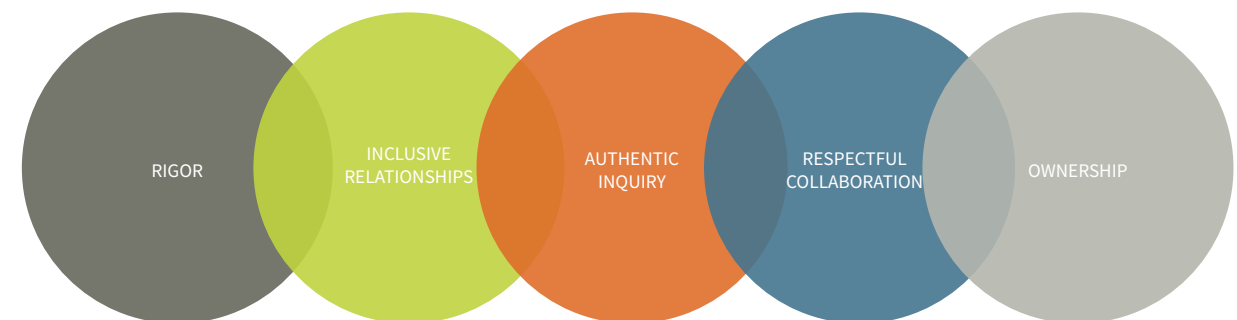 RIGOR
INCLUSIVE
RELATIONSHIPS
AUTHENTIC
INQUIRY
RESPECTFUL
COLLABORATION
OWNERSHIP